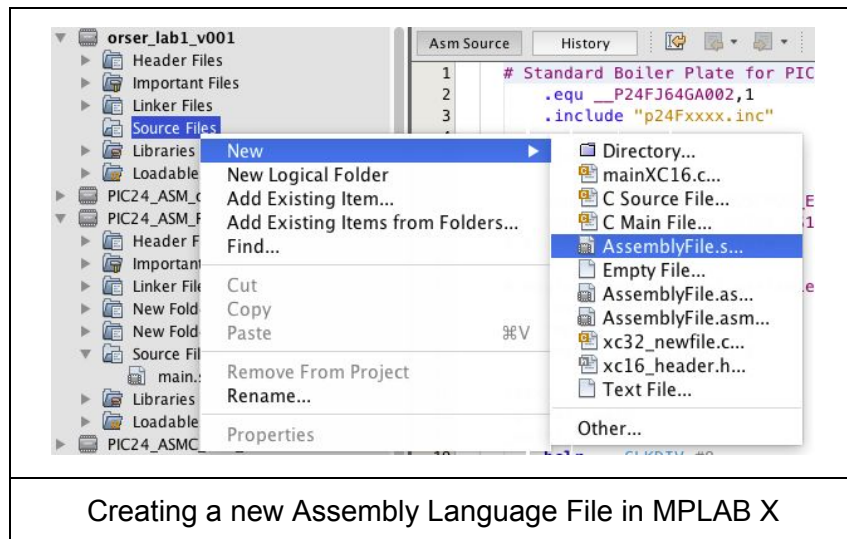 orser_lab1_v001
Header Files
Important Files
Linker Files
Source Files
Libraries
Loadable
PIC24_ASM_
PIC24_ASM_
Header F
Important
Linker File
New Fold
New Fold
Source Fil
main.
Libraries
Loadable
PIC24_ASMC
New
New Logical Folder
Add Existing Item...
Add Existing Items from Folders...
Find...
Cut
Copy
Paste ⌘V
Remove From Project
Rename...
Properties
Asm Source History
1 # Standard Boiler Plate for PIC
2 .equ __P24FJ64GA002,1
3 .include "p24Fxxxx.inc"
Directory...
mainXC16.c...
C Source File...
C Main File...
AssemblyFile.s...
Empty File...
AssemblyFile.as...
AssemblyFile.asm...
xc32_newfile.c...
xc16_header.h...
Text File...
Other...
Creating a new Assembly Language File in MPLAB X